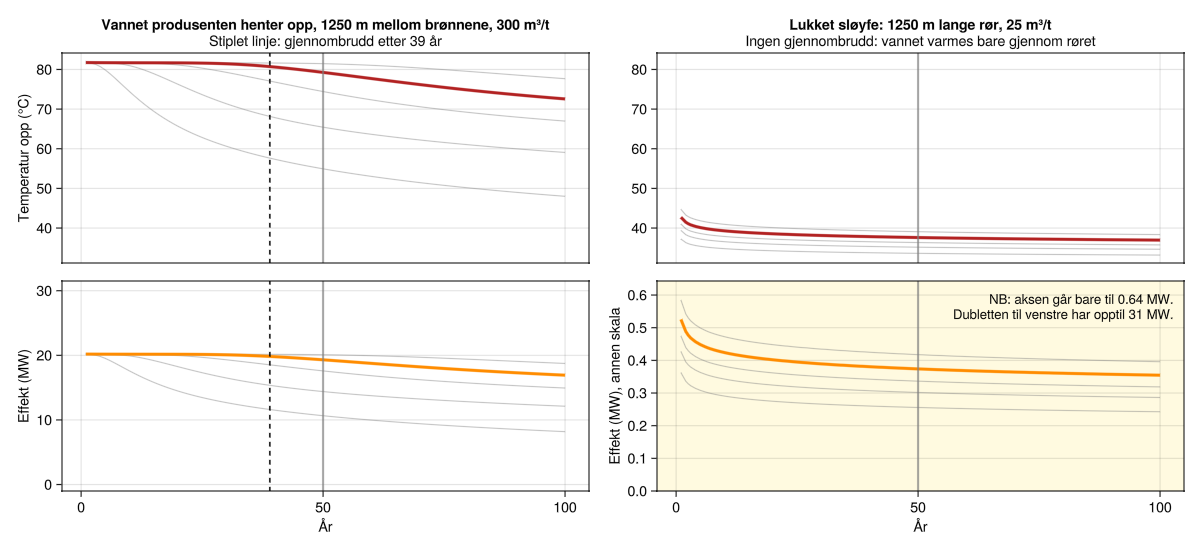 Vannet produsenten henter opp, 1250 m mellom brønnene, 300 m³/t
Stiplet linje: gjennombrudd etter 39 år
Temperatur opp (°C)
80
70
60
50
40
Effekt (MW)
30
20
10
0
0
50
100
År
Lukket sløyfe: 1250 m lange rør, 25 m³/t
Ingen gjennombrudd: vannet varmes bare gjennom røret
80
70
60
50
40
Effekt (MW), annen skala
0.6
0.5
0.4
0.3
0.2
0.1
0.0
NB: aksen går bare til 0.64 MW.
Dubletten til venstre har opptil 31 MW.
0
50
100
År